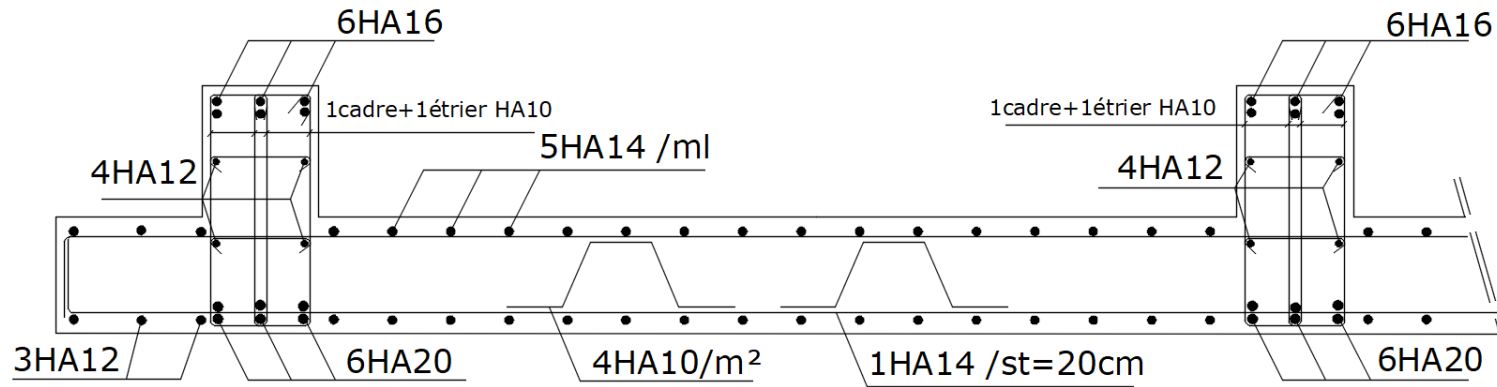 6HA16
6HA16
1cadre+1étrier HA10
1cadre+1étrier HA10
5HA14 /ml
4HA12
4HA12
3HA12
6HA20
4HA10/m²
1HA14 /st=20cm
6HA20